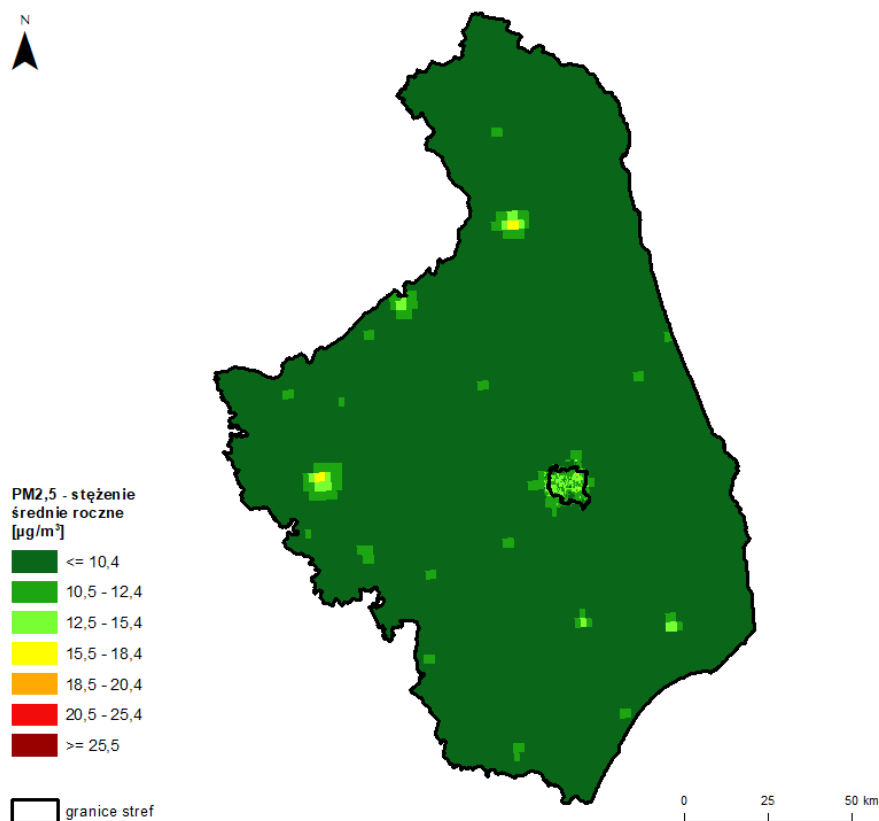 N
PM2,5 - stężenie
średnie roczne
[µg/m³]
<= 10,4
10,5 - 12,4
12,5 - 15,4
15,5 - 18,4
18,5 - 20,4
20,5 - 25,4
>= 25,5
granice stref
0 25 50 km